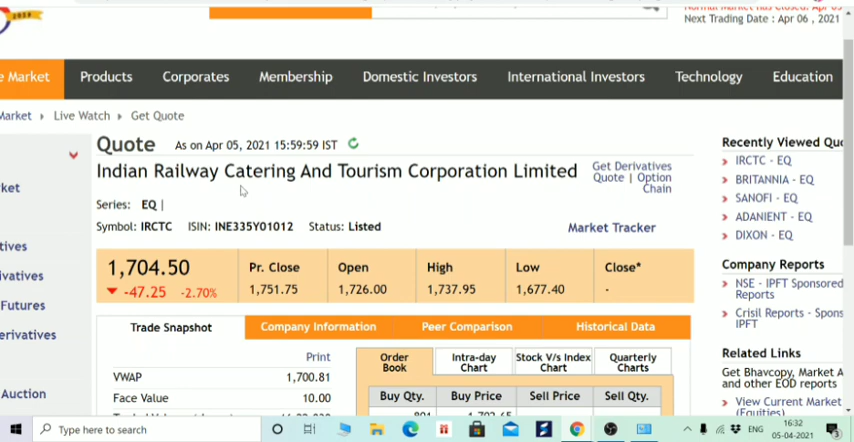 Next Trading Date : Apr 06 , 2021
e Market Products Corporates Membership Domestic Investors International Investors Technology Education
Market › Live Watch › Get Quote
Quote As on Apr 05, 2021 15:59:59 IST
Indian Railway Catering And Tourism Corporation Limited
Get Derivatives
Quote | Option
Chain
Series: EQ |
Symbol: IRCTC ISIN: INE335Y01012 Status: Listed
Market Tracker
1,704.50
-47.25 -2.70%
Pr. Close Open High Low Close*
1,751.75 1,726.00 1,737.95 1,677.40 -
Trade Snapshot Company Information Peer Comparison Historical Data
Print
VWAP 1,700.81
Face Value 10.00
Order
Book
Intra-day
Chart
Stock V/s Index
Chart
Quarterly
Charts
Buy Qty. Buy Price Sell Price Sell Qty.
ket
tives
ivatives
Futures
erivatives
Auction
Recently Viewed Quo
IRCTC - EQ
BRITANNIA - EQ
SANOFI - EQ
ADANIENT - EQ
DIXON - EQ
Company Reports
NSE - IPFT Sponsored
Reports
Crisil Reports - Spons
IPFT
Related Links
Get Bhavcopy, Market A
and other EOD reports
View Current Market
(Equities)
Type here to search
ENG
16:32
05-04-2021